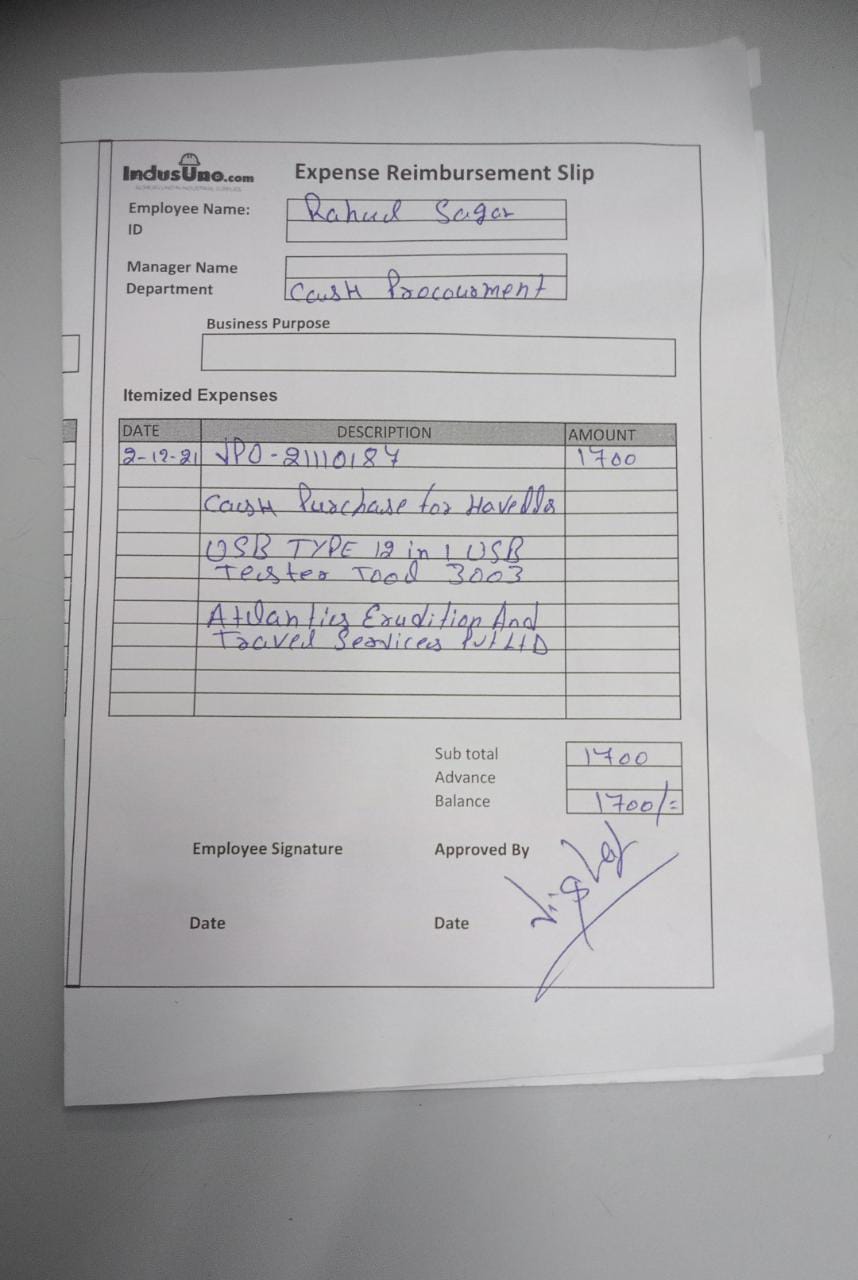 IndusUno.com
Expense Reimbursement Slip
Employee Name: Rahul Sagar
ID
Manager Name
Department Cash Procourment
Business Purpose
Itemized Expenses
DATE DESCRIPTION AMOUNT
2-12-21 JPO-21110187 1700
Cash Purchase for Havells
USB TYPE 12 in 1 USB
Tester Tool 3003
Atlantics Erudition And
Travel Services Pvt LtD
Sub total 1700
Advance
Balance 1700/=
Employee Signature Approved By
Date Date